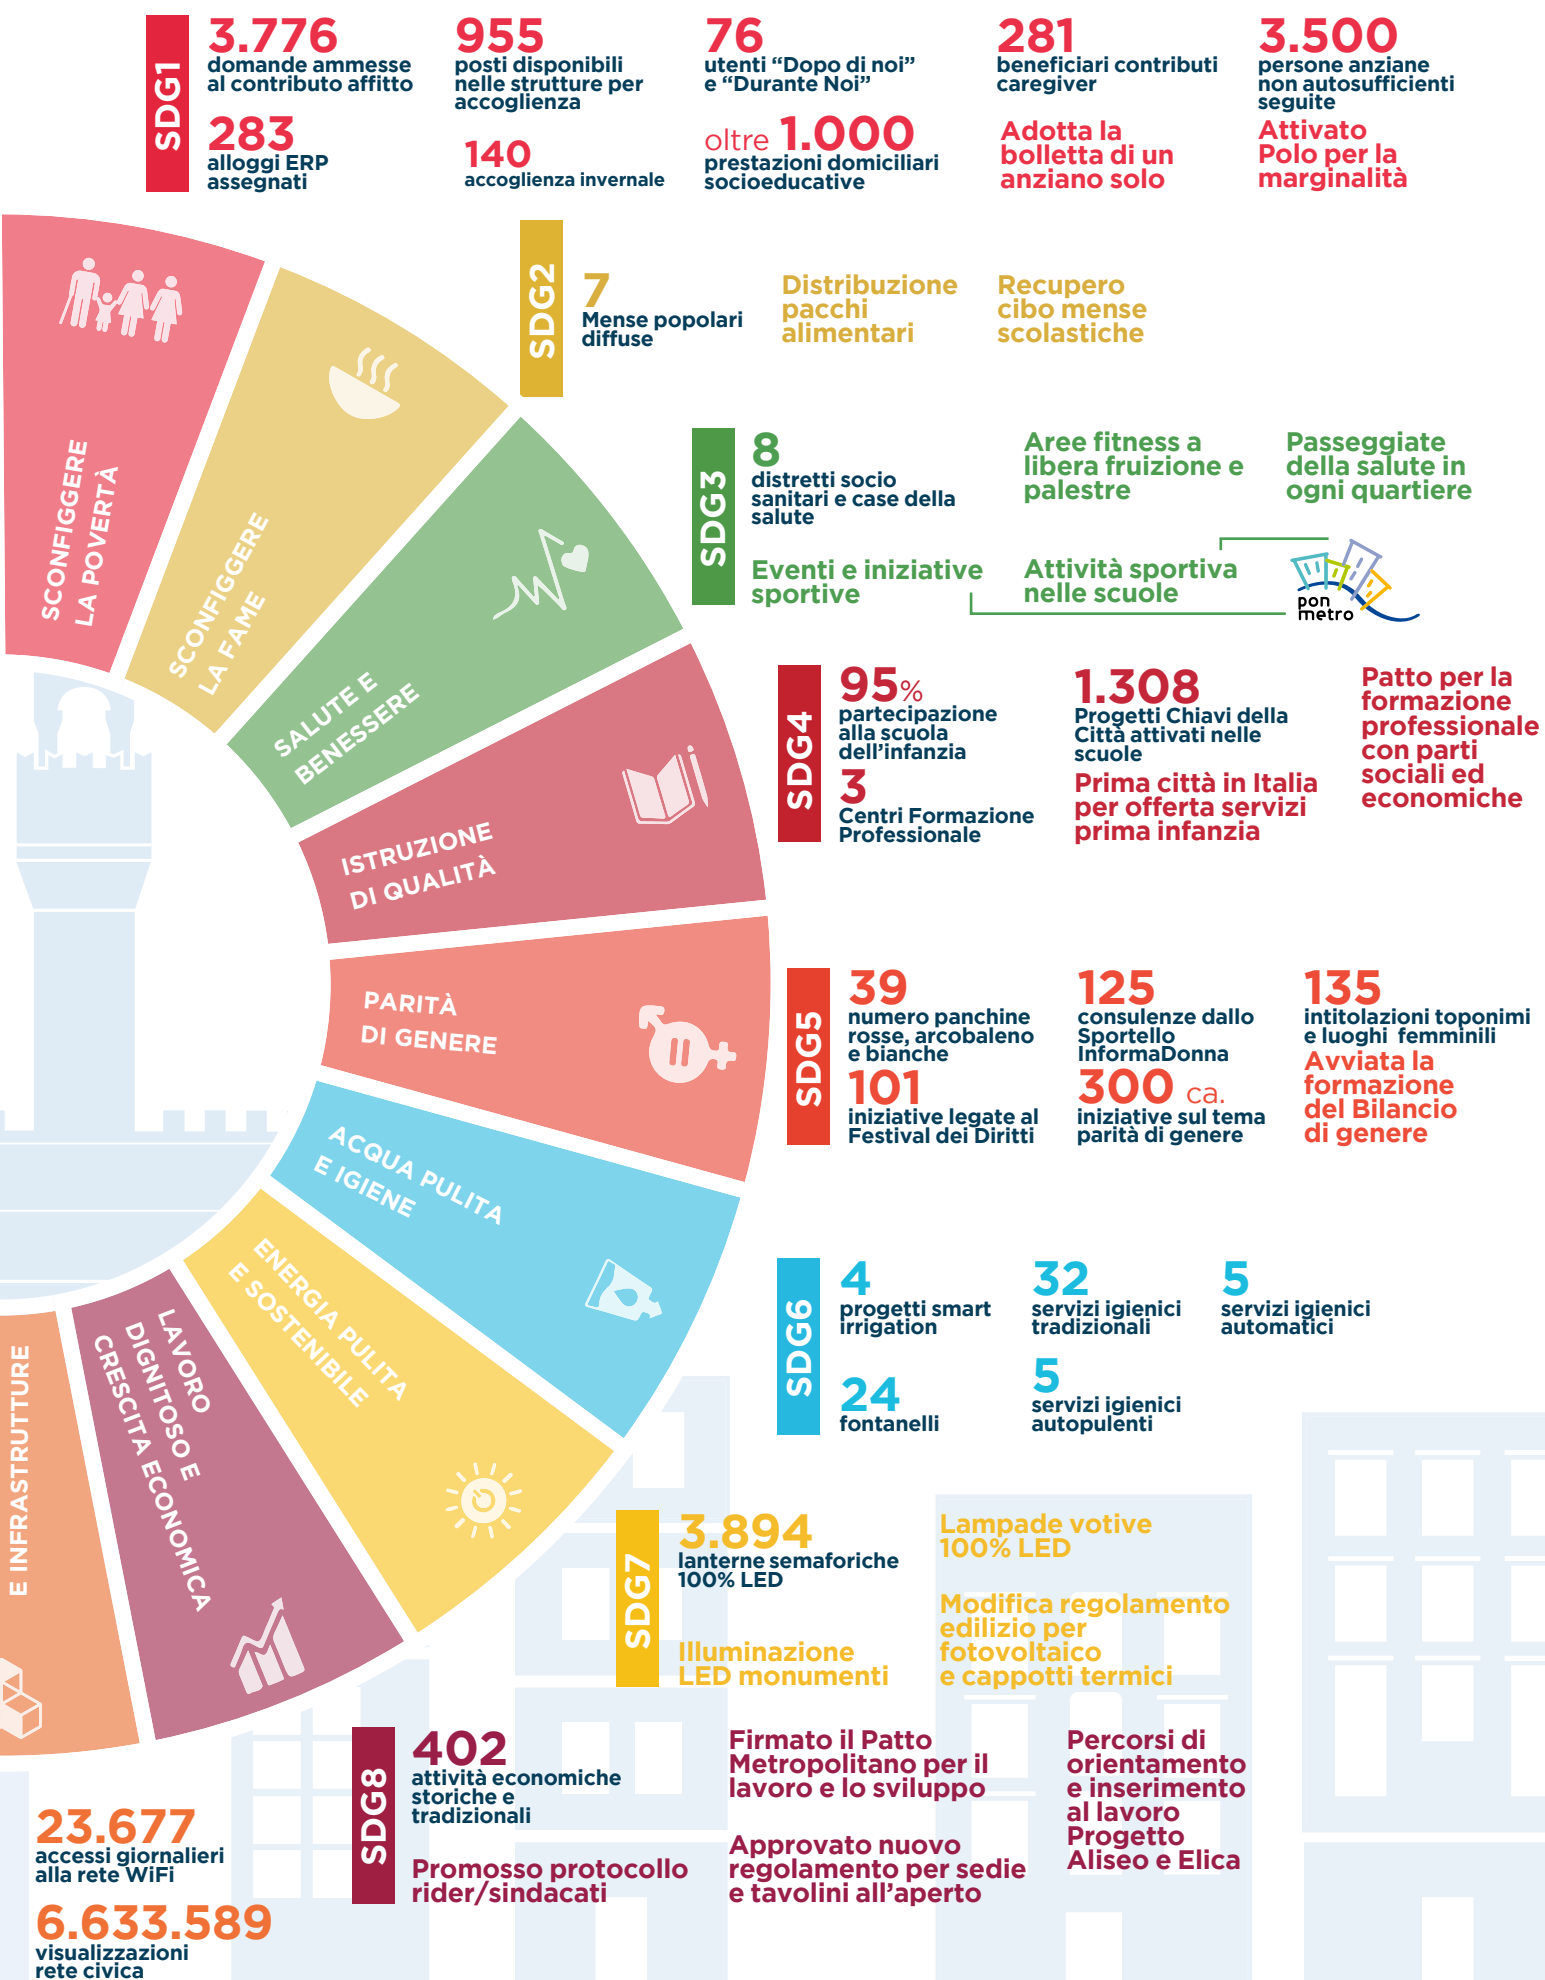 SDG1
3.776
domande ammesse
al contributo affitto
283
alloggi ERP
assegnati
955
posti disponibili
nelle strutture per
accoglienza
140
accoglienza invernale
76
utenti “Dopo di noi”
e “Durante Noi”
oltre 1.000
prestazioni domiciliari
socioeducative
281
beneficiari contributi
caregiver
Adotta la
bolletta di un
anziano solo
3.500
persone anziane
non autosufficienti
seguite
Attivato
Polo per la
marginalità
SCONFIGGERE
LA POVERTÀ
SDG2
7
Mense popolari
diffuse
Distribuzione
pacchi
alimentari
Recupero
cibo mense
scolastiche
SCONFIGGERE
LA FAME
SDG3
8
distretti socio
sanitari e case della
salute
Aree fitness a
libera fruizione e
palestre
Passeggiate
della salute in
ogni quartiere
Eventi e iniziative
sportive
Attività sportiva
nelle scuole
pon
metro
SALUTE E
BENESSERE
SDG4
95%
partecipazione
alla scuola
dell’infanzia
3
Centri Formazione
Professionale
1.308
Progetti Chiavi della
Città attivati nelle
scuole
Prima città in Italia
per offerta servizi
prima infanzia
Patto per la
formazione
professionale
con parti
sociali ed
economiche
ISTRUZIONE
DI QUALITÀ
SDG5
39
numero panchine
rosse, arcobaleno
e bianche
101
iniziative legate al
Festival dei Diritti
125
consulenze dallo
Sportello
InformaDonna
300 ca.
iniziative sul tema
parità di genere
135
intitolazioni toponimi
e luoghi femminili
Avviata la
formazione
del Bilancio
di genere
PARITÀ
DI GENERE
SDG6
4
progetti smart
irrigation
24
fontanelli
32
servizi igienici
tradizionali
5
servizi igienici
autopulenti
5
servizi igienici
automatici
ACQUA PULITA
E IGIENE
SDG7
3.894
lanterne semaforiche
100% LED
Illuminazione
LED monumenti
Lampade votive
100% LED
Modifica regolamento
edilizio per
fotovoltaico
e cappotti termici
ENERGIA PULITA
E SOSTENIBILE
SDG8
402
attività economiche
storiche e
tradizionali
Promosso protocollo
rider/sindacati
Firmato il Patto
Metropolitano per il
lavoro e lo sviluppo
Approvato nuovo
regolamento per sedie
e tavolini all’aperto
Percorsi di
orientamento
e inserimento
al lavoro
Progetto
Aliseo e Elica
LAVORO
DIGNITOSO E
CRESCITA ECONOMICA
E INFRASTRUTTURE
23.677
accessi giornalieri
alla rete WiFi
6.633.589
visualizzazioni
rete civica